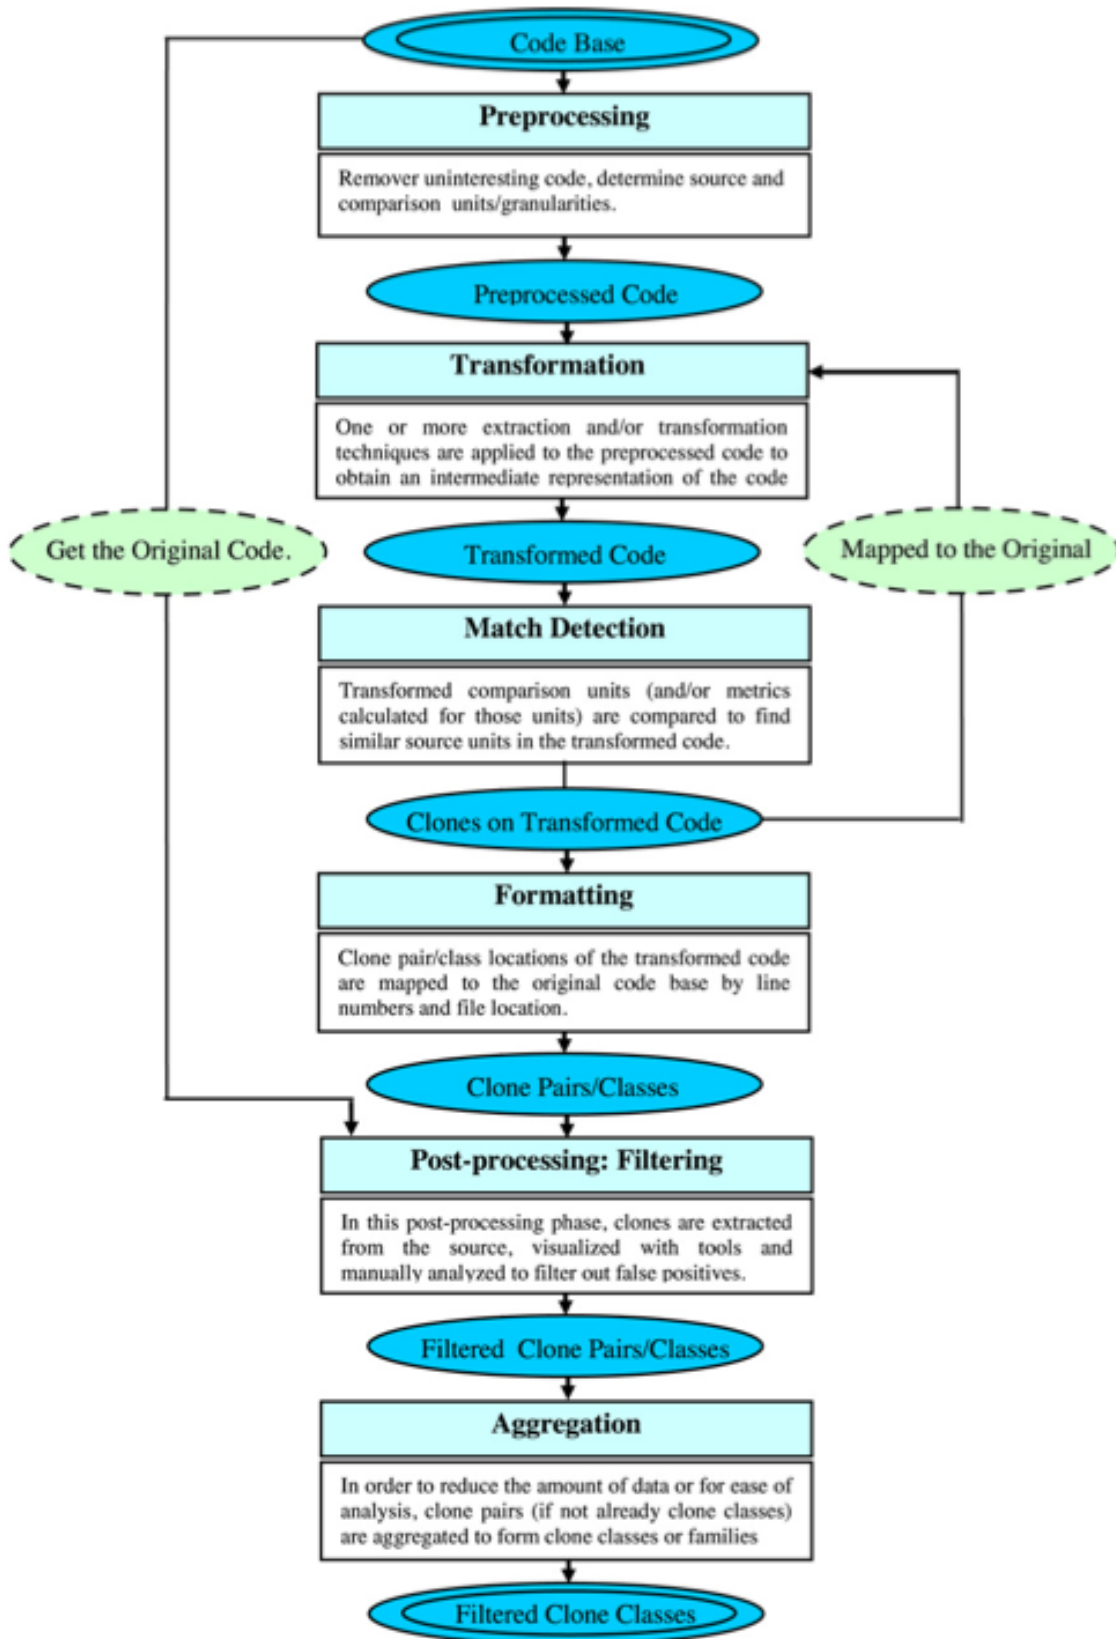 Code Base
Preprocessing
Remover uninteresting code, determine source and
comparison units/granularities.
Preprocessed Code
Transformation
One or more extraction and/or transformation
techniques are applied to the preprocessed code to
obtain an intermediate representation of the code
Get the Original Code.
Transformed Code
Mapped to the Original
Match Detection
Transformed comparison units (and/or metrics
calculated for those units) are compared to find
similar source units in the transformed code.
Clones on Transformed Code
Formatting
Clone pair/class locations of the transformed code
are mapped to the original code base by line
numbers and file location.
Clone Pairs/Classes
Post-processing: Filtering
In this post-processing phase, clones are extracted
from the source, visualized with tools and
manually analyzed to filter out false positives.
Filtered Clone Pairs/Classes
Aggregation
In order to reduce the amount of data or for ease of
analysis, clone pairs (if not already clone classes)
are aggregated to form clone classes or families
Filtered Clone Classes